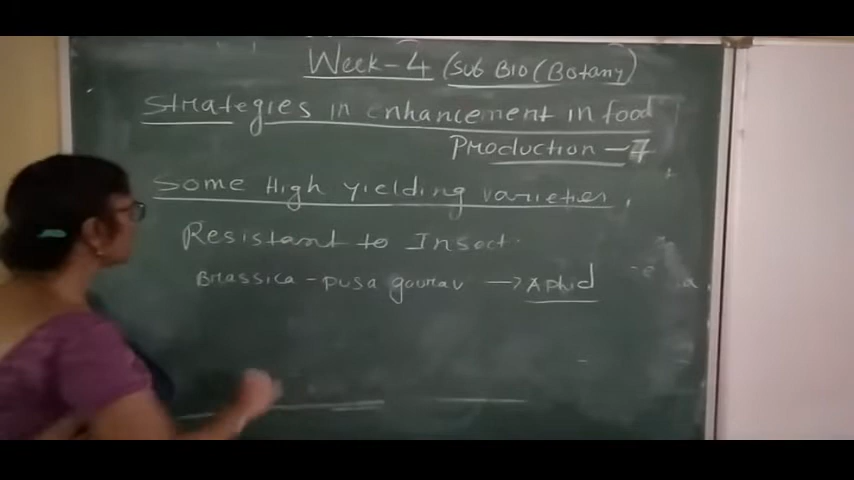 Week-4 (Sub Bio (Botany)
Strategies in enhancement in food
Production - 7
Some High yielding varieties.
Resistant to Insect.
Brassica - pusa gaurav → Aphid